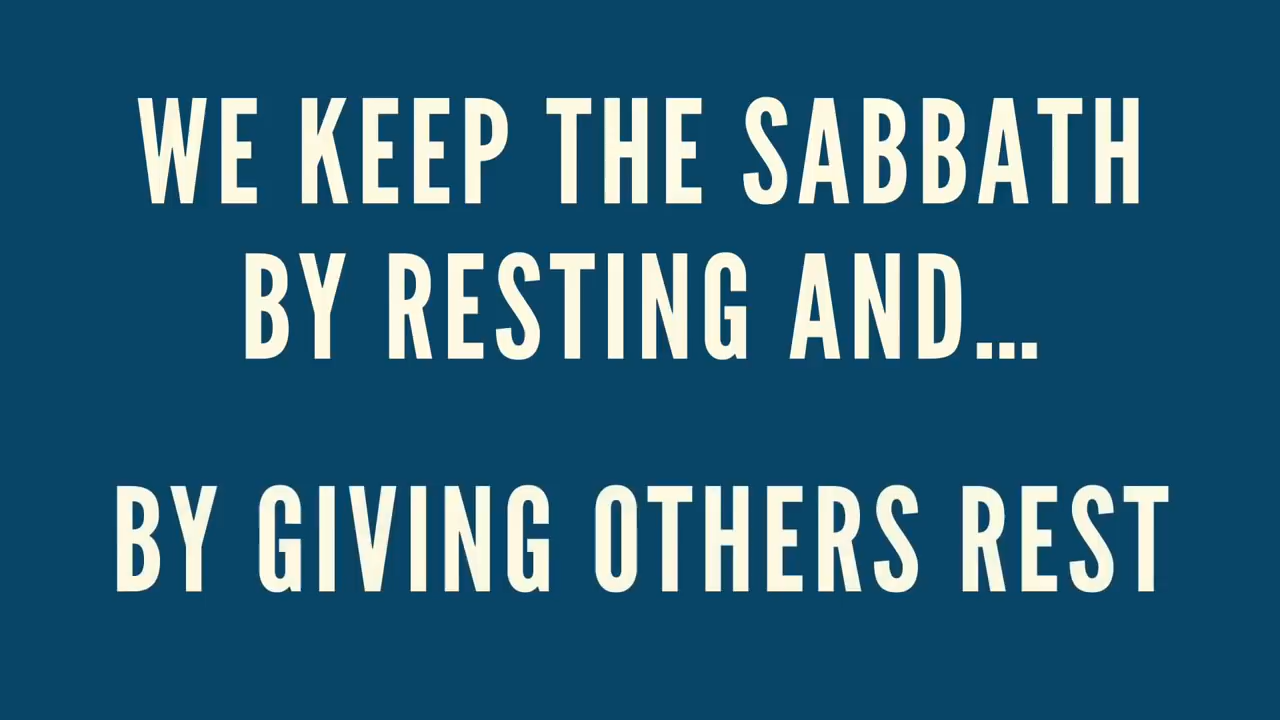 WE KEEP THE SABBATH
BY RESTING AND...
BY GIVING OTHERS REST